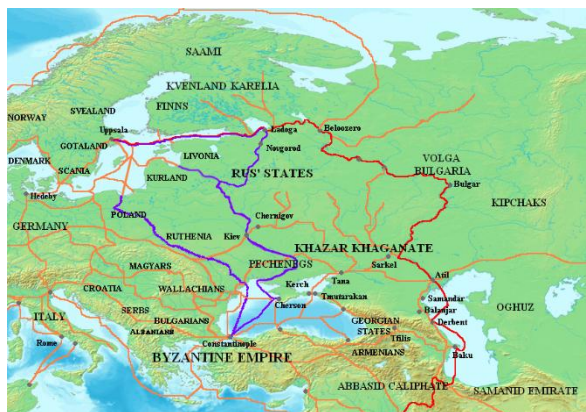 SAAMI
KVENLAND KARELIA
FINNS
NORWAY
SVEALAND
Uppsala
Ladoga
Beloozero
GOTALAND
Novgorod
LIVONIA
VOLGA
BULGARIA
DENMARK
SCANIA
KURLAND
RUS' STATES
Bulgar
Hedeby
KIPCHAKS
POLAND
Chernigov
GERMANY
RUTHENIA
Kiev
KHAZAR KHAGANATE
PECHENEGS
Sarkel
MAGYARS
Tana
Atil
CROATIA
WALLACHIANS
Kerch
Tmutarakan
Samandar
Cherson
Balanjar
OGHUZ
SERBS
BULGARIANS
GEORGIAN
STATES
Derbent
ITALY
ALBANIANS
Tiflis
Rome
Constantinople
ARMENIANS
Baku
BYZANTINE EMPIRE
ABBASID CALIPHATE
SAMANID EMIRATE